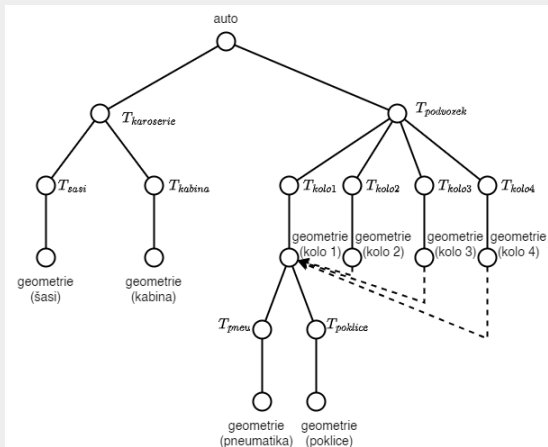 auto
T_karoserie
T_podvozek
T_sasi
T_kabina
T_kolo1
T_kolo2
T_kolo3
T_kolo4
geometrie
(kolo 1)
geometrie
(kolo 2)
geometrie
(kolo 3)
geometrie
(kolo 4)
geometrie
(šasi)
geometrie
(kabina)
T_pneu
T_poklice
geometrie
(pneumatika)
geometrie
(poklice)